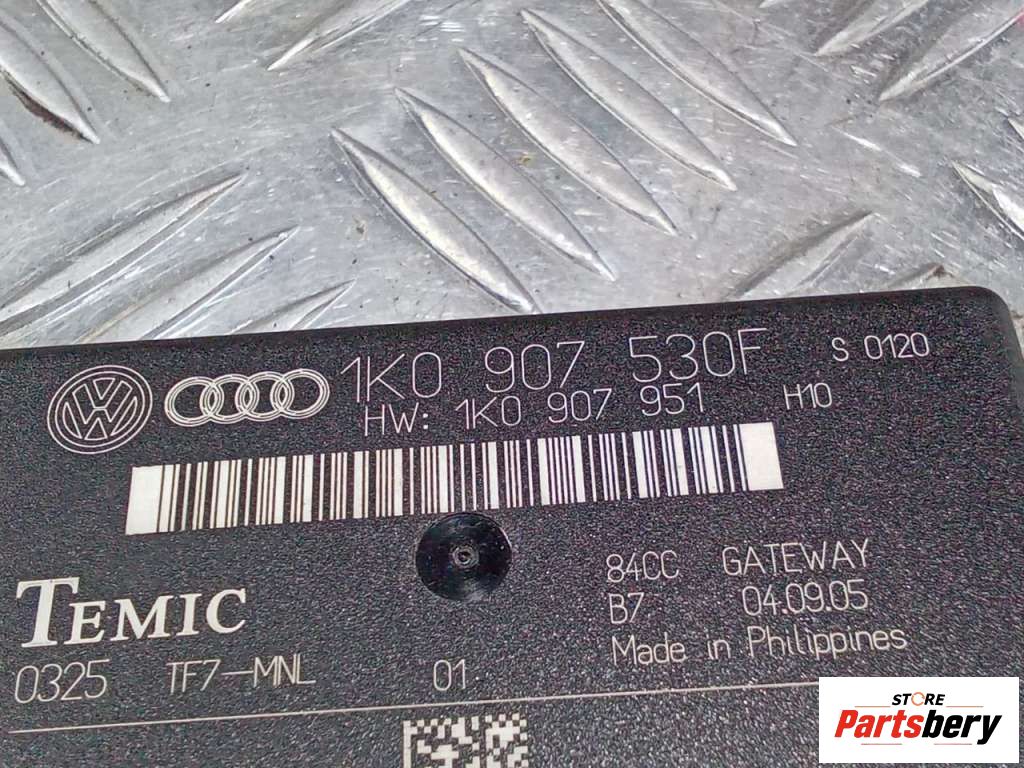 1K0 907 530F S 0120
HW: 1K0 907 951 H10
84CC GATEWAY
B7 04.09.05
Made in Philippines
TEMIC
0325 TF7-MNL 01
STORE
Partsbery